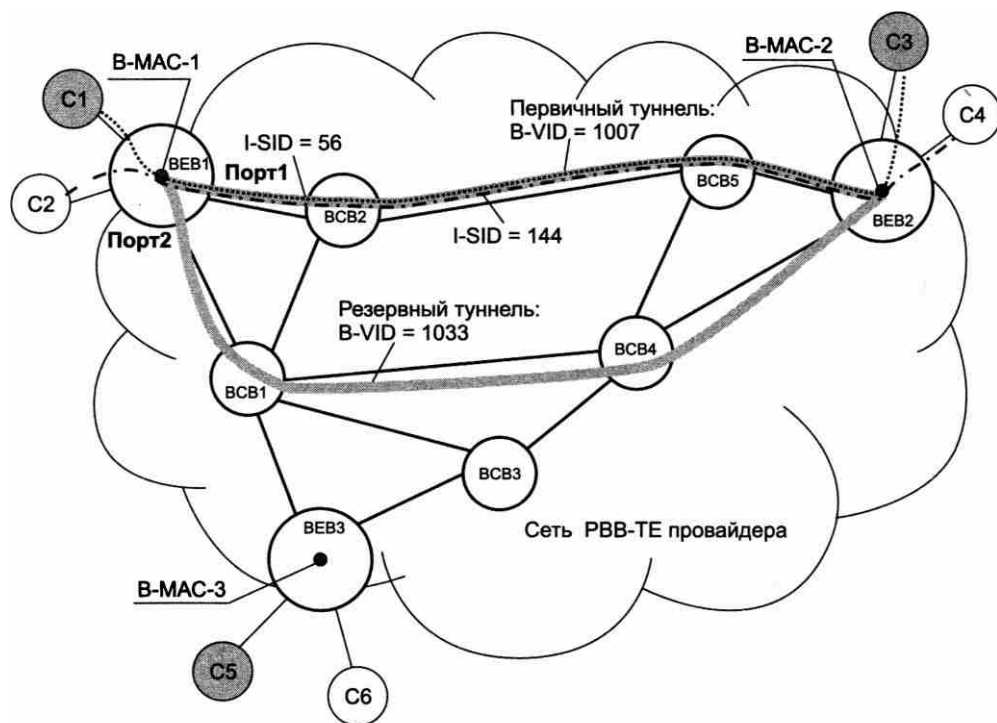 B-MAC-1
B-MAC-2
C3
C1
C4
Первичный туннель:
B-VID = 1007
I-SID = 56
BEB1
Порт1
BCB5
C2
BCB2
BEB2
I-SID = 144
Порт2
Резервный туннель:
B-VID = 1033
BCB4
BCB1
BCB3
BEB3
Сеть PBB-TE провайдера
B-MAC-3
C5
C6